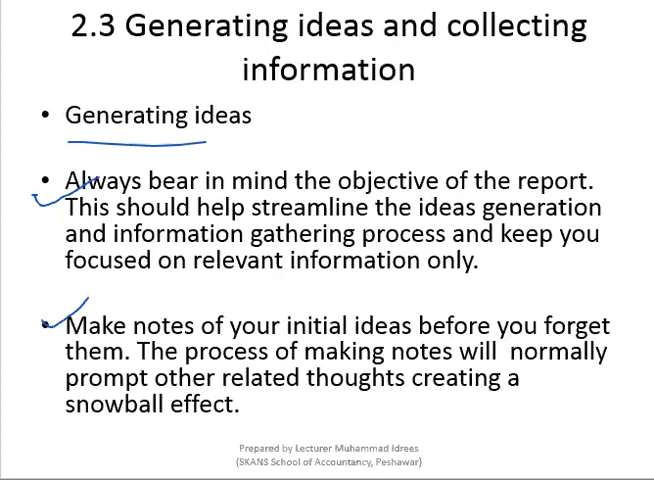 2.3 Generating ideas and collecting
information
• Generating ideas
• Always bear in mind the objective of the report.
This should help streamline the ideas generation
and information gathering process and keep you
focused on relevant information only.
• Make notes of your initial ideas before you forget
them. The process of making notes will normally
prompt other related thoughts creating a
snowball effect.
Prepared by Lecturer Muhammad Idrees
(SKANS School of Accountancy, Peshawar)